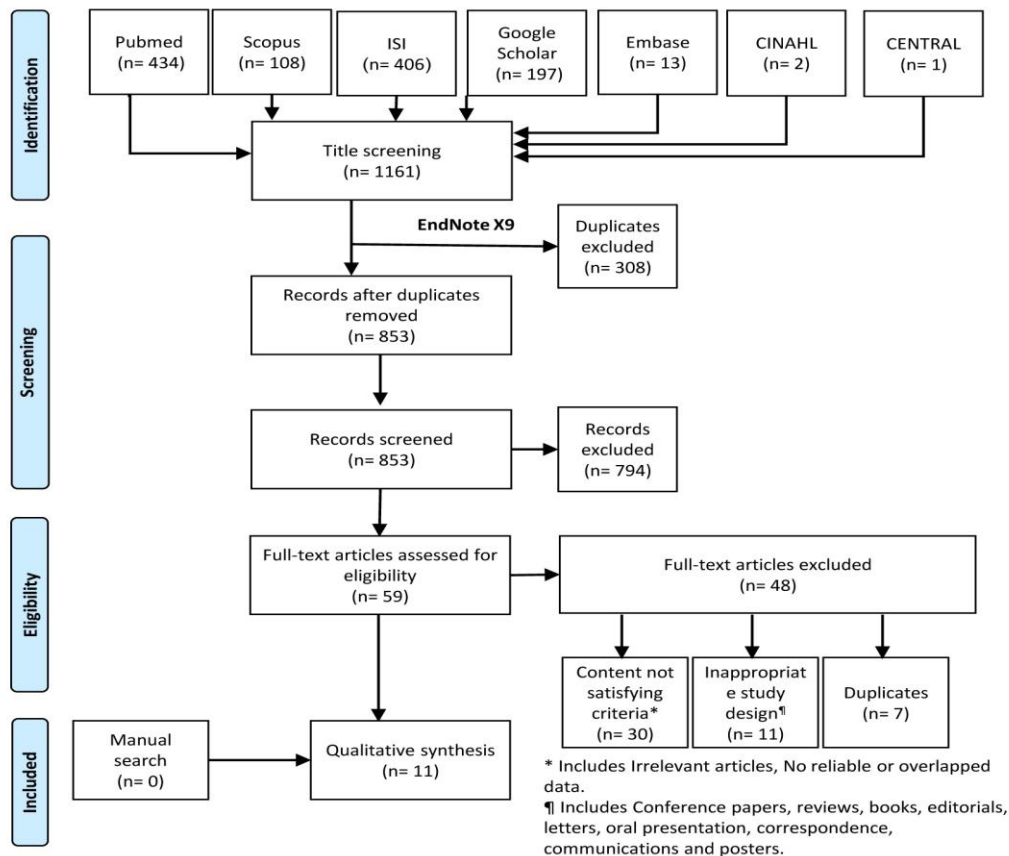 Identification
Pubmed
(n= 434)
Scopus
(n= 108)
ISI
(n= 406)
Google
Scholar
(n= 197)
Embase
(n= 13)
CINAHL
(n= 2)
CENTRAL
(n= 1)
Title screening
(n= 1161)
EndNote X9
Duplicates
excluded
(n= 308)
Screening
Records after duplicates
removed
(n= 853)
Records screened
(n= 853)
Records
excluded
(n= 794)
Eligibility
Full-text articles assessed for
eligibility
(n= 59)
Full-text articles excluded
(n= 48)
Content not
satisfying
criteria*
(n= 30)
Inappropriat
e study
design¶
(n= 11)
Duplicates
(n= 7)
Included
Manual
search
(n= 0)
Qualitative synthesis
(n= 11)
* Includes Irrelevant articles, No reliable or overlapped
data.
¶ Includes Conference papers, reviews, books, editorials,
letters, oral presentation, correspondence,
communications and posters.